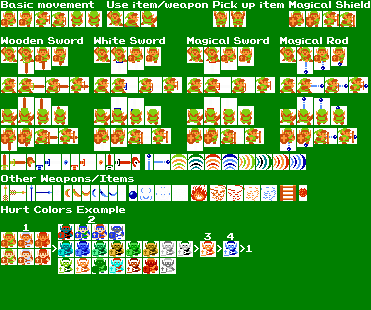 Basic movement Use item/weapon Pick up item Magical Shield
Wooden Sword White Sword Magical Sword Magical Rod
Other Weapons/Items
Hurt Colors Example
1 2 3 4
> > > >1